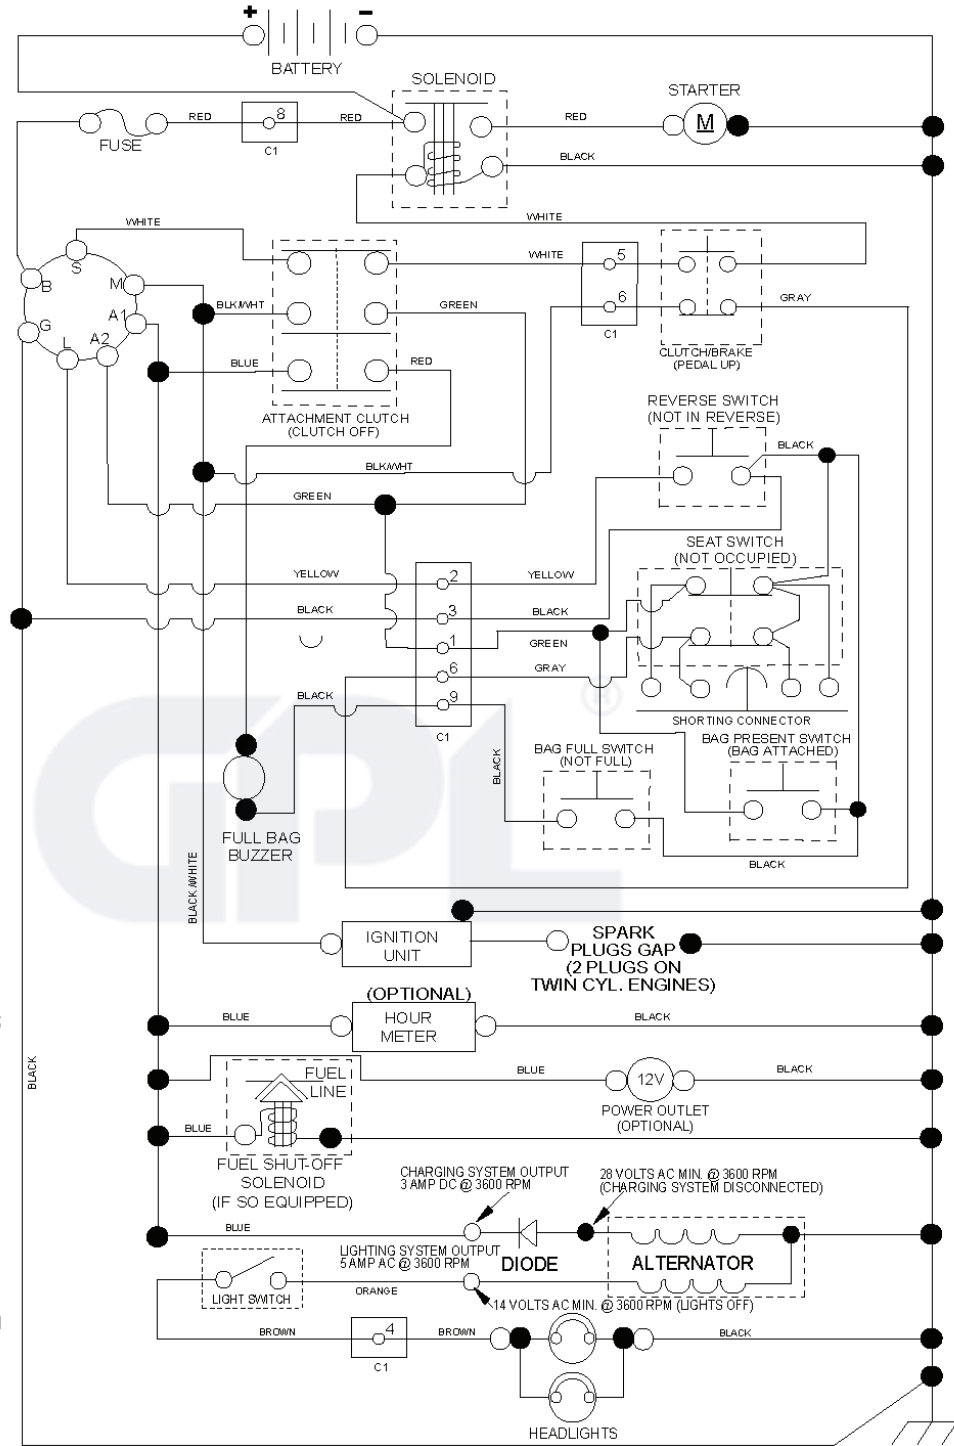 + −
BATTERY
SOLENOID
STARTER
M
RED
8
RED
RED
FUSE
C1
BLACK
WHITE
WHITE
WHITE
5
S
B
M
BLK/WHT
GREEN
6
GRAY
A1
G
C1
A2
L
CLUTCH/BRAKE
(PEDAL UP)
BLUE
RED
ATTACHMENT CLUTCH
(CLUTCH OFF)
REVERSE SWITCH
(NOT IN REVERSE)
BLACK
BLK/WHT
GREEN
SEAT SWITCH
(NOT OCCUPIED)
YELLOW
2
YELLOW
BLACK
3
BLACK
1
GREEN
6
GRAY
BLACK
9
C1
SHORTING CONNECTOR
BLACK
BAG FULL SWITCH
(NOT FULL)
BAG PRESENT SWITCH
(BAG ATTACHED)
GPL®
FULL BAG
BUZZER
BLACK
BLACK/WHITE
IGNITION
UNIT
SPARK
PLUGS GAP
(2 PLUGS ON
TWIN CYL. ENGINES)
(OPTIONAL)
HOUR
METER
BLUE
BLACK
BLACK
FUEL
LINE
BLUE
12V
BLACK
POWER OUTLET
(OPTIONAL)
BLUE
FUEL SHUT-OFF
SOLENOID
(IF SO EQUIPPED)
CHARGING SYSTEM OUTPUT
3 AMP DC @ 3600 RPM
28 VOLTS AC MIN. @ 3600 RPM
(CHARGING SYSTEM DISCONNECTED)
BLUE
LIGHTING SYSTEM OUTPUT
5 AMP AC @ 3600 RPM
DIODE
ALTERNATOR
LIGHT SWITCH
ORANGE
14 VOLTS AC MIN. @ 3600 RPM (LIGHTS OFF)
BROWN
4
BROWN
BLACK
C1
HEADLIGHTS